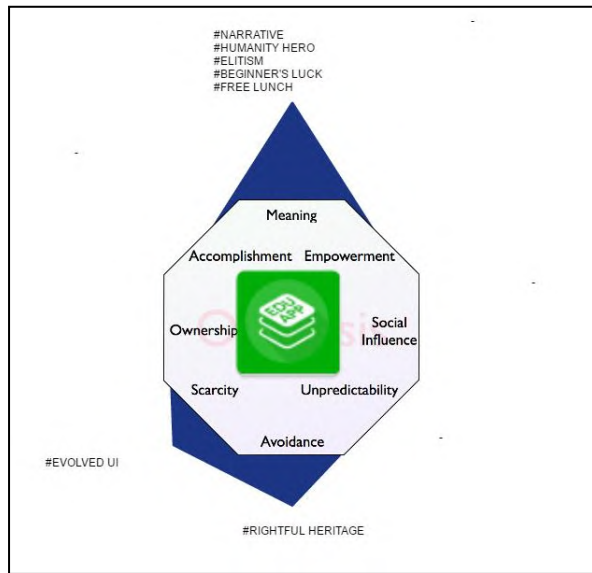 #NARRATIVE
#HUMANITY HERO
#ELITISM
#BEGINNER'S LUCK
#FREE LUNCH
Meaning
Accomplishment Empowerment
EDU
APP
Ownership
Social
Influence
Scarcity Unpredictability
Avoidance
#EVOLVED UI
#RIGHTFUL HERITAGE